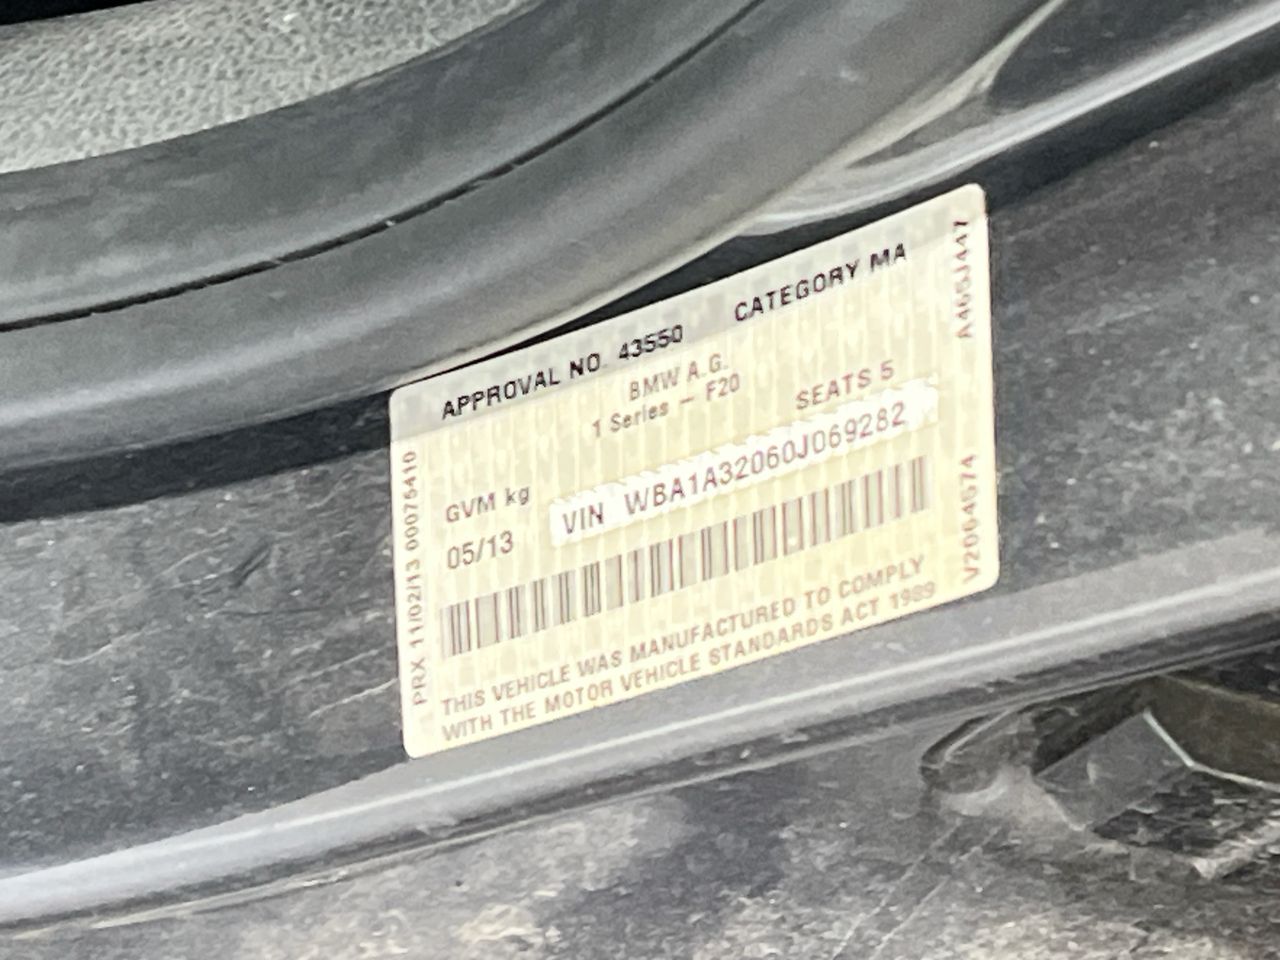 APPROVAL NO. 43550 CATEGORY MA
BMW A.G.
1 Series - F20
SEATS 5
GVM kg
VIN WBA1A32060J069282
05/13
THIS VEHICLE WAS MANUFACTURED TO COMPLY
WITH THE MOTOR VEHICLE STANDARDS ACT 1989
PRX 11/02/13 00075410
V2064574
A465J447